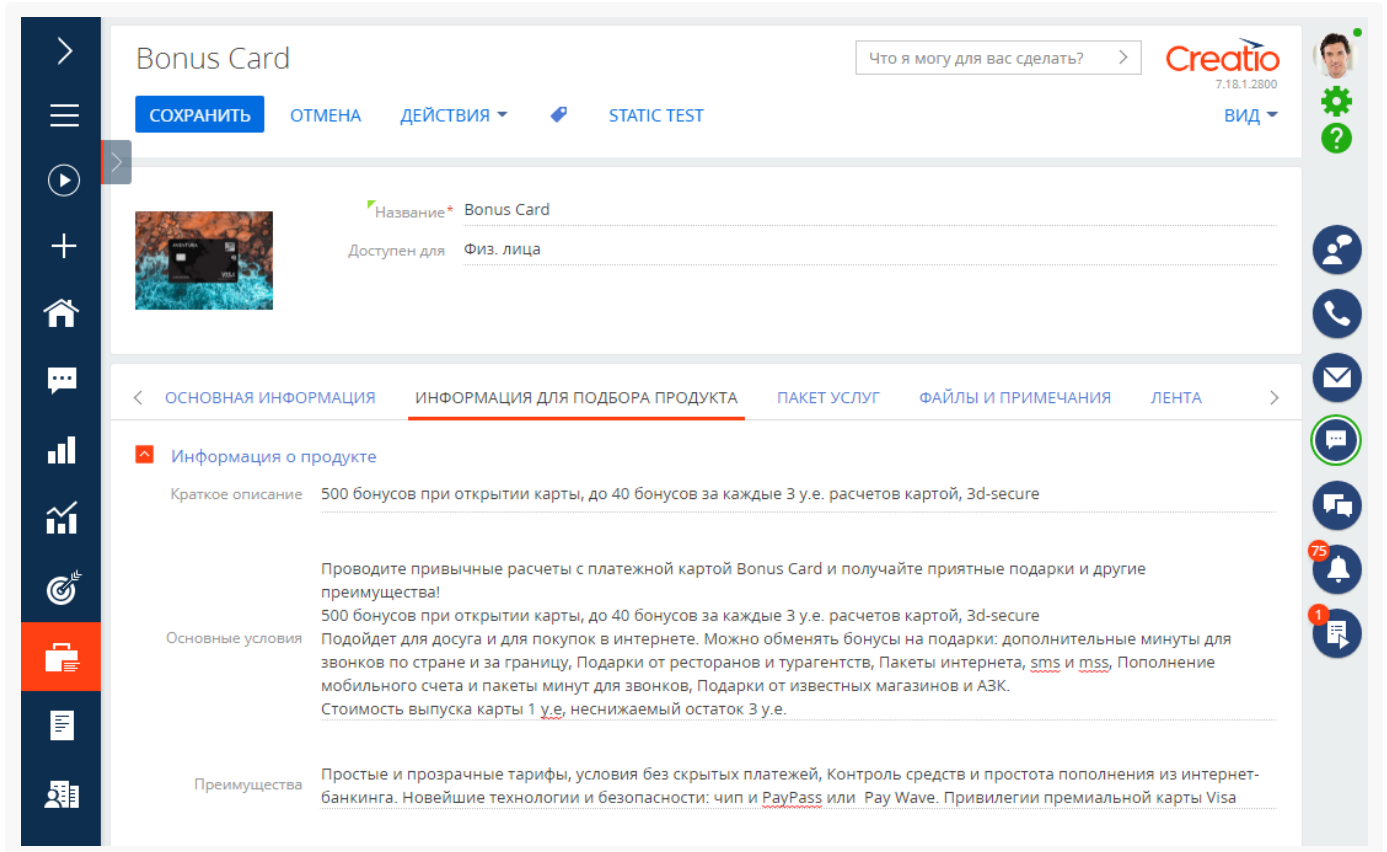 Bonus Card
Что я могу для вас сделать?
Creatio
7.18.1.2800
СОХРАНИТЬ ОТМЕНА ДЕЙСТВИЯ STATIC TEST ВИД
Название* Bonus Card
Доступен для Физ. лица
AVENTURA
VISA
ОСНОВНАЯ ИНФОРМАЦИЯ ИНФОРМАЦИЯ ДЛЯ ПОДБОРА ПРОДУКТА ПАКЕТ УСЛУГ ФАЙЛЫ И ПРИМЕЧАНИЯ ЛЕНТА
Информация о продукте
Краткое описание 500 бонусов при открытии карты, до 40 бонусов за каждые 3 у.е. расчетов картой, 3d-secure
Проводите привычные расчеты с платежной картой Bonus Card и получайте приятные подарки и другие
преимущества!
500 бонусов при открытии карты, до 40 бонусов за каждые 3 у.е. расчетов картой, 3d-secure
Основные условия Подойдет для досуга и для покупок в интернете. Можно обменять бонусы на подарки: дополнительные минуты для
звонков по стране и за границу, Подарки от ресторанов и турагентств, Пакеты интернета, sms и mss, Пополнение
мобильного счета и пакеты минут для звонков, Подарки от известных магазинов и АЗК.
Стоимость выпуска карты 1 у.е, неснижаемый остаток 3 у.е.
Преимущества Простые и прозрачные тарифы, условия без скрытых платежей, Контроль средств и простота пополнения из интернет-
банкинга. Новейшие технологии и безопасности: чип и PayPass или Pay Wave. Привилегии премиальной карты Visa
75
1